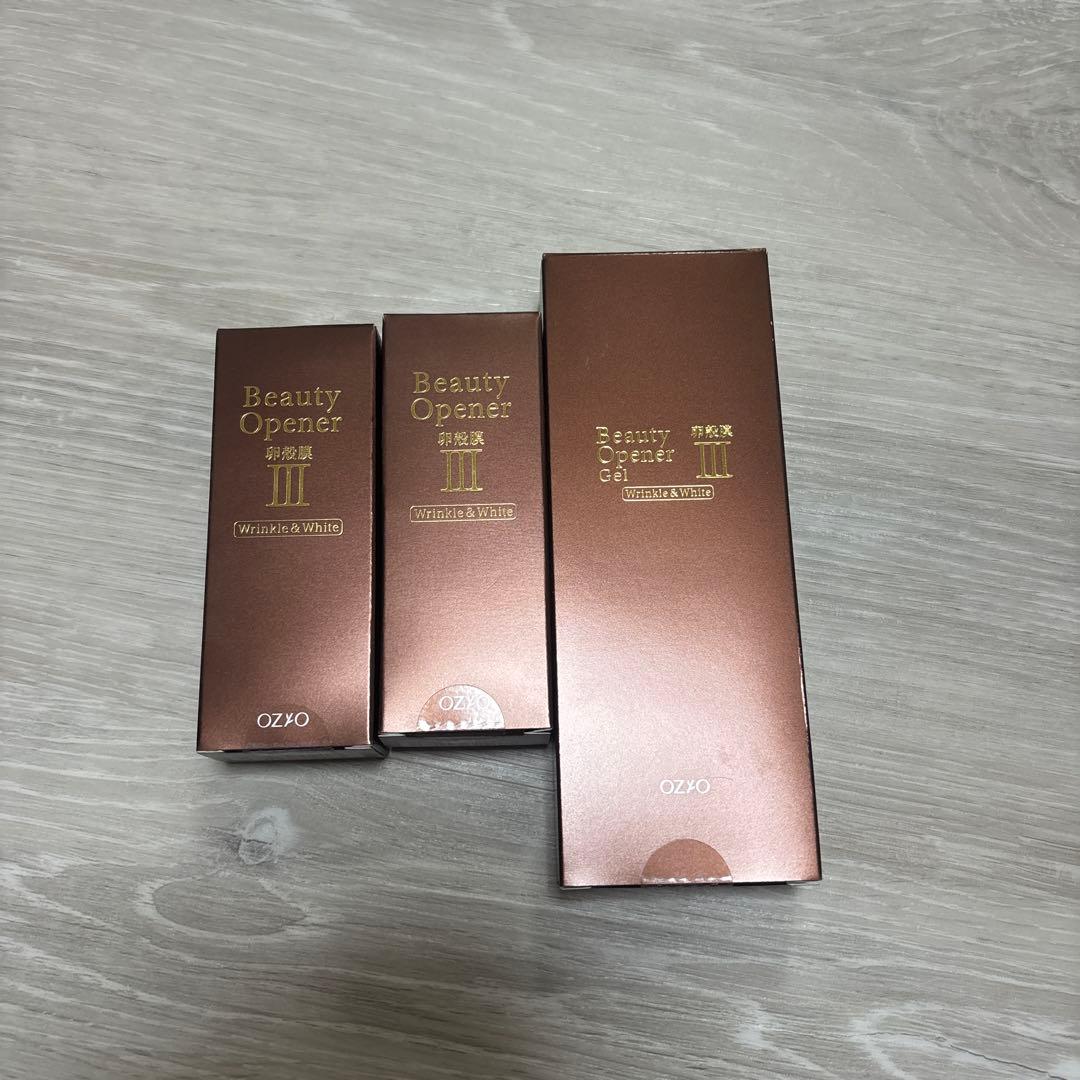 Beauty
Opener
卵殻膜
III
Wrinkle & White
OZIO
Beauty
Opener
卵殻膜
III
Wrinkle & White
OZIO
Beauty
Opener
Gel
卵殻膜
III
Wrinkle & White
OZIO